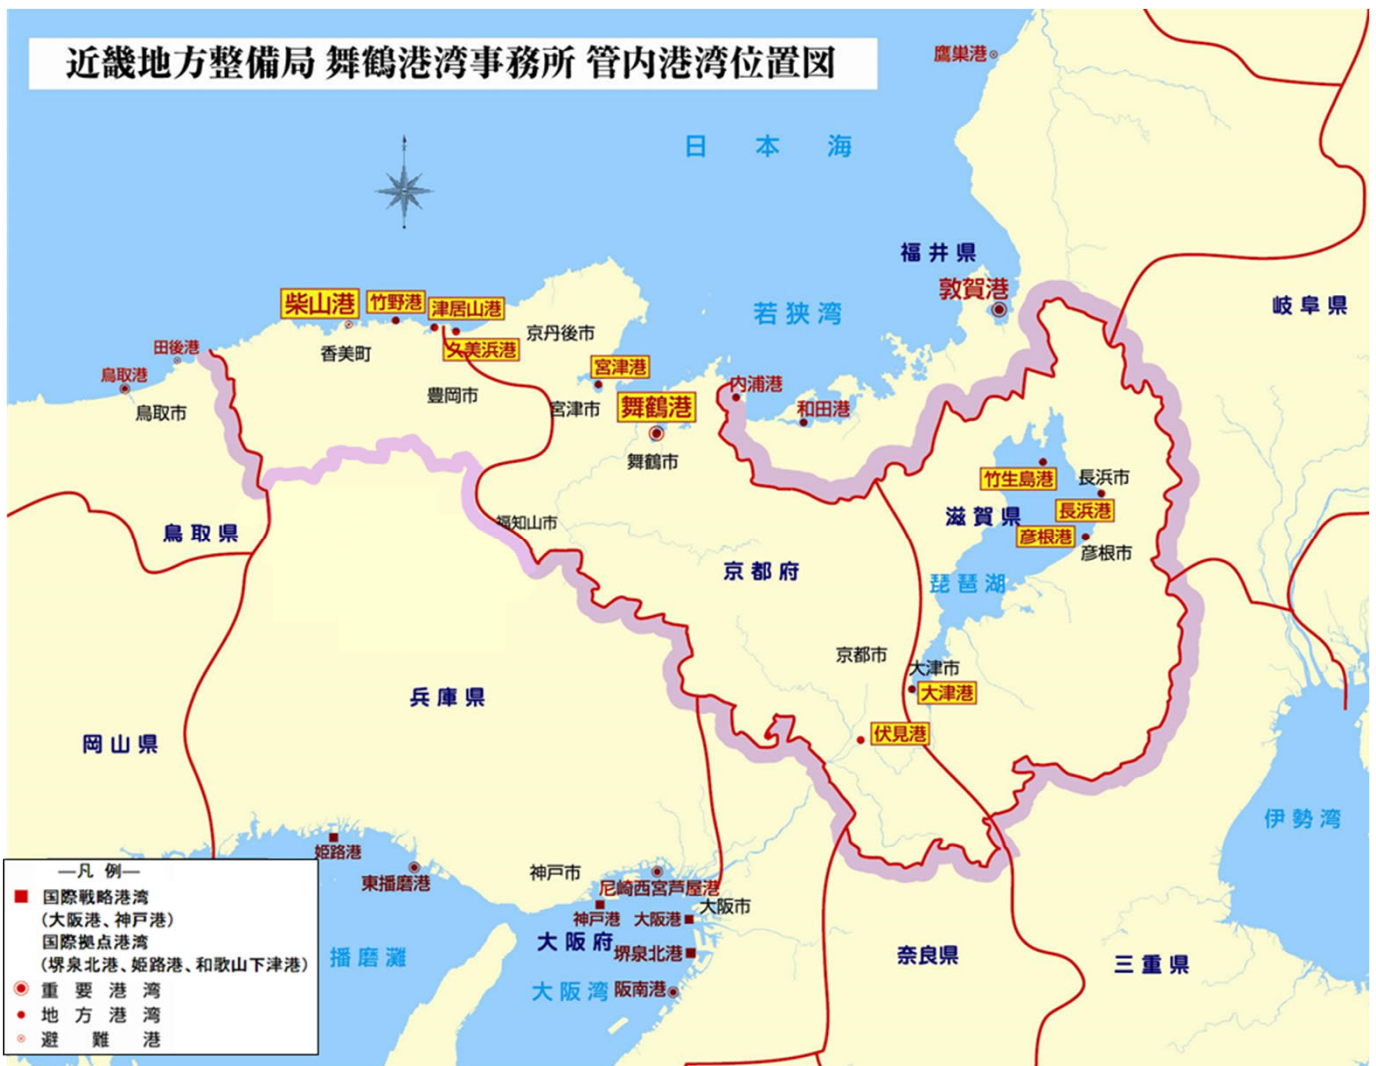 近畿地方整備局 舞鶴港湾事務所 管内港湾位置図
鷹巣港
日本海
福井県
敦賀港
岐阜県
柴山港
竹野港
津居山港
若狭湾
京丹後市
久美浜港
香美町
田後港
鳥取港
鳥取市
豊岡市
宮津港
宮津市
舞鶴港
舞鶴市
内浦港
和田港
竹生島港
長浜市
長浜港
滋賀県
彦根港
彦根市
鳥取県
福知山市
京都府
琵琶湖
京都市
大津市
大津港
兵庫県
伏見港
岡山県
伊勢湾
姫路港
東播磨港
神戸市
尼崎西宮芦屋港
神戸港
大阪港
大阪市
大阪府
堺泉北港
播磨灘
大阪湾
阪南港
奈良県
三重県
―凡 例―
国際戦略港湾
(大阪港、神戸港)
国際拠点港湾
(堺泉北港、姫路港、和歌山下津港)
重要港湾
地方港湾
避難港